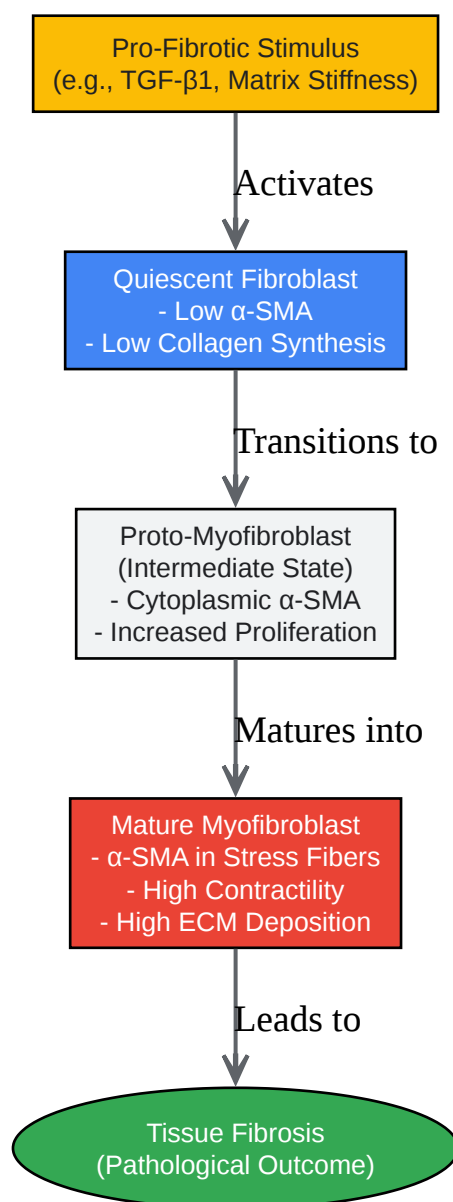 Pro-Fibrotic Stimulus
(e.g., TGF-β1, Matrix Stiffness)
Activates
Quiescent Fibroblast
- Low α-SMA
- Low Collagen Synthesis
Transitions to
Proto-Myofibroblast
(Intermediate State)
- Cytoplasmic α-SMA
- Increased Proliferation
Matures into
Mature Myofibroblast
- α-SMA in Stress Fibers
- High Contractility
- High ECM Deposition
Leads to
Tissue Fibrosis
(Pathological Outcome)